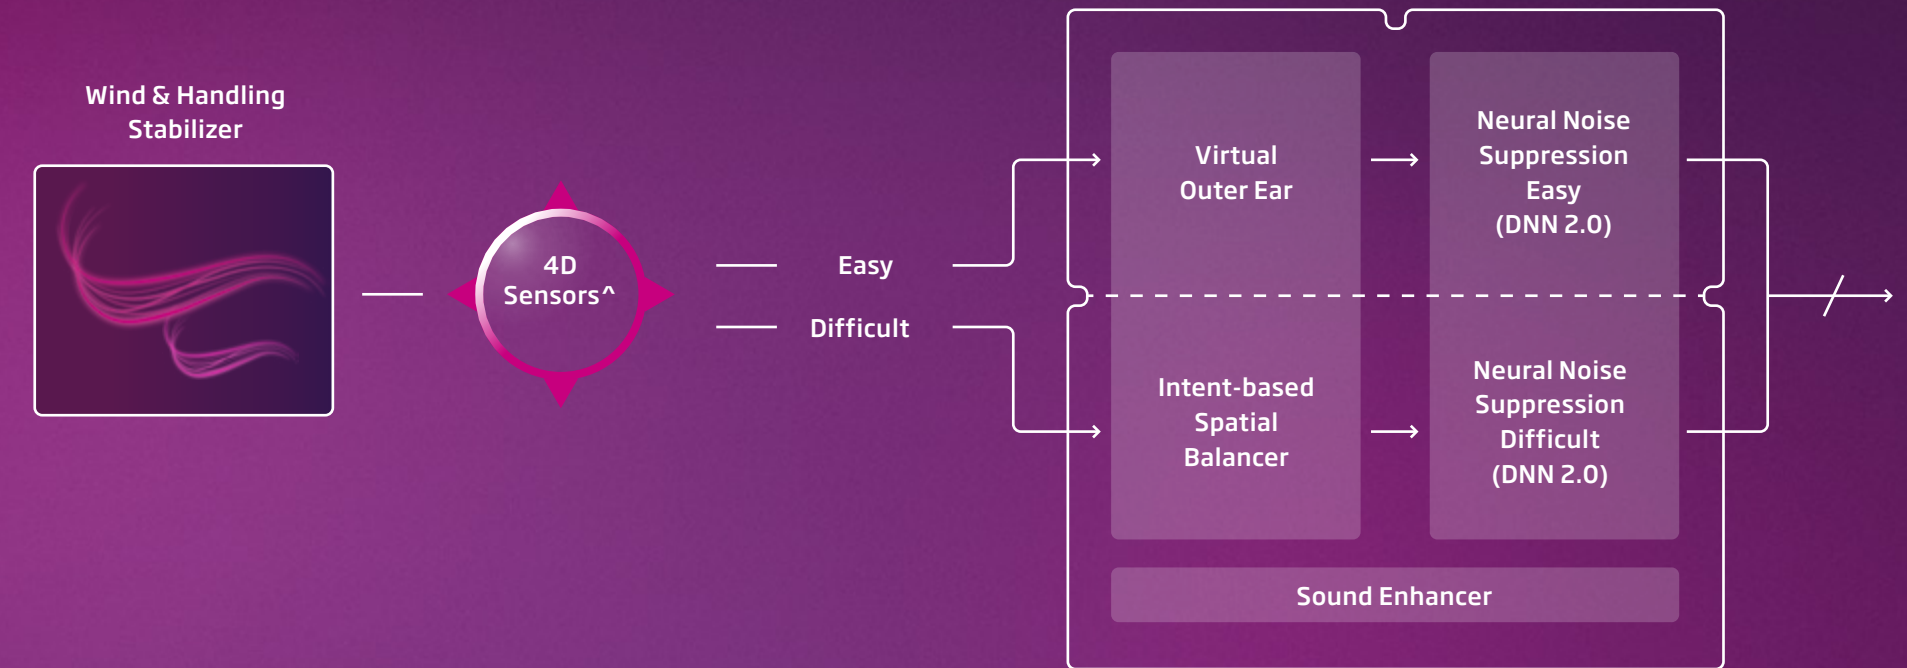 Wind & Handling
Stabilizer
4D
Sensors^
Easy
Difficult
Virtual
Outer Ear
Neural Noise
Suppression
Easy
(DNN 2.0)
Intent-based
Spatial
Balancer
Neural Noise
Suppression
Difficult
(DNN 2.0)
Sound Enhancer